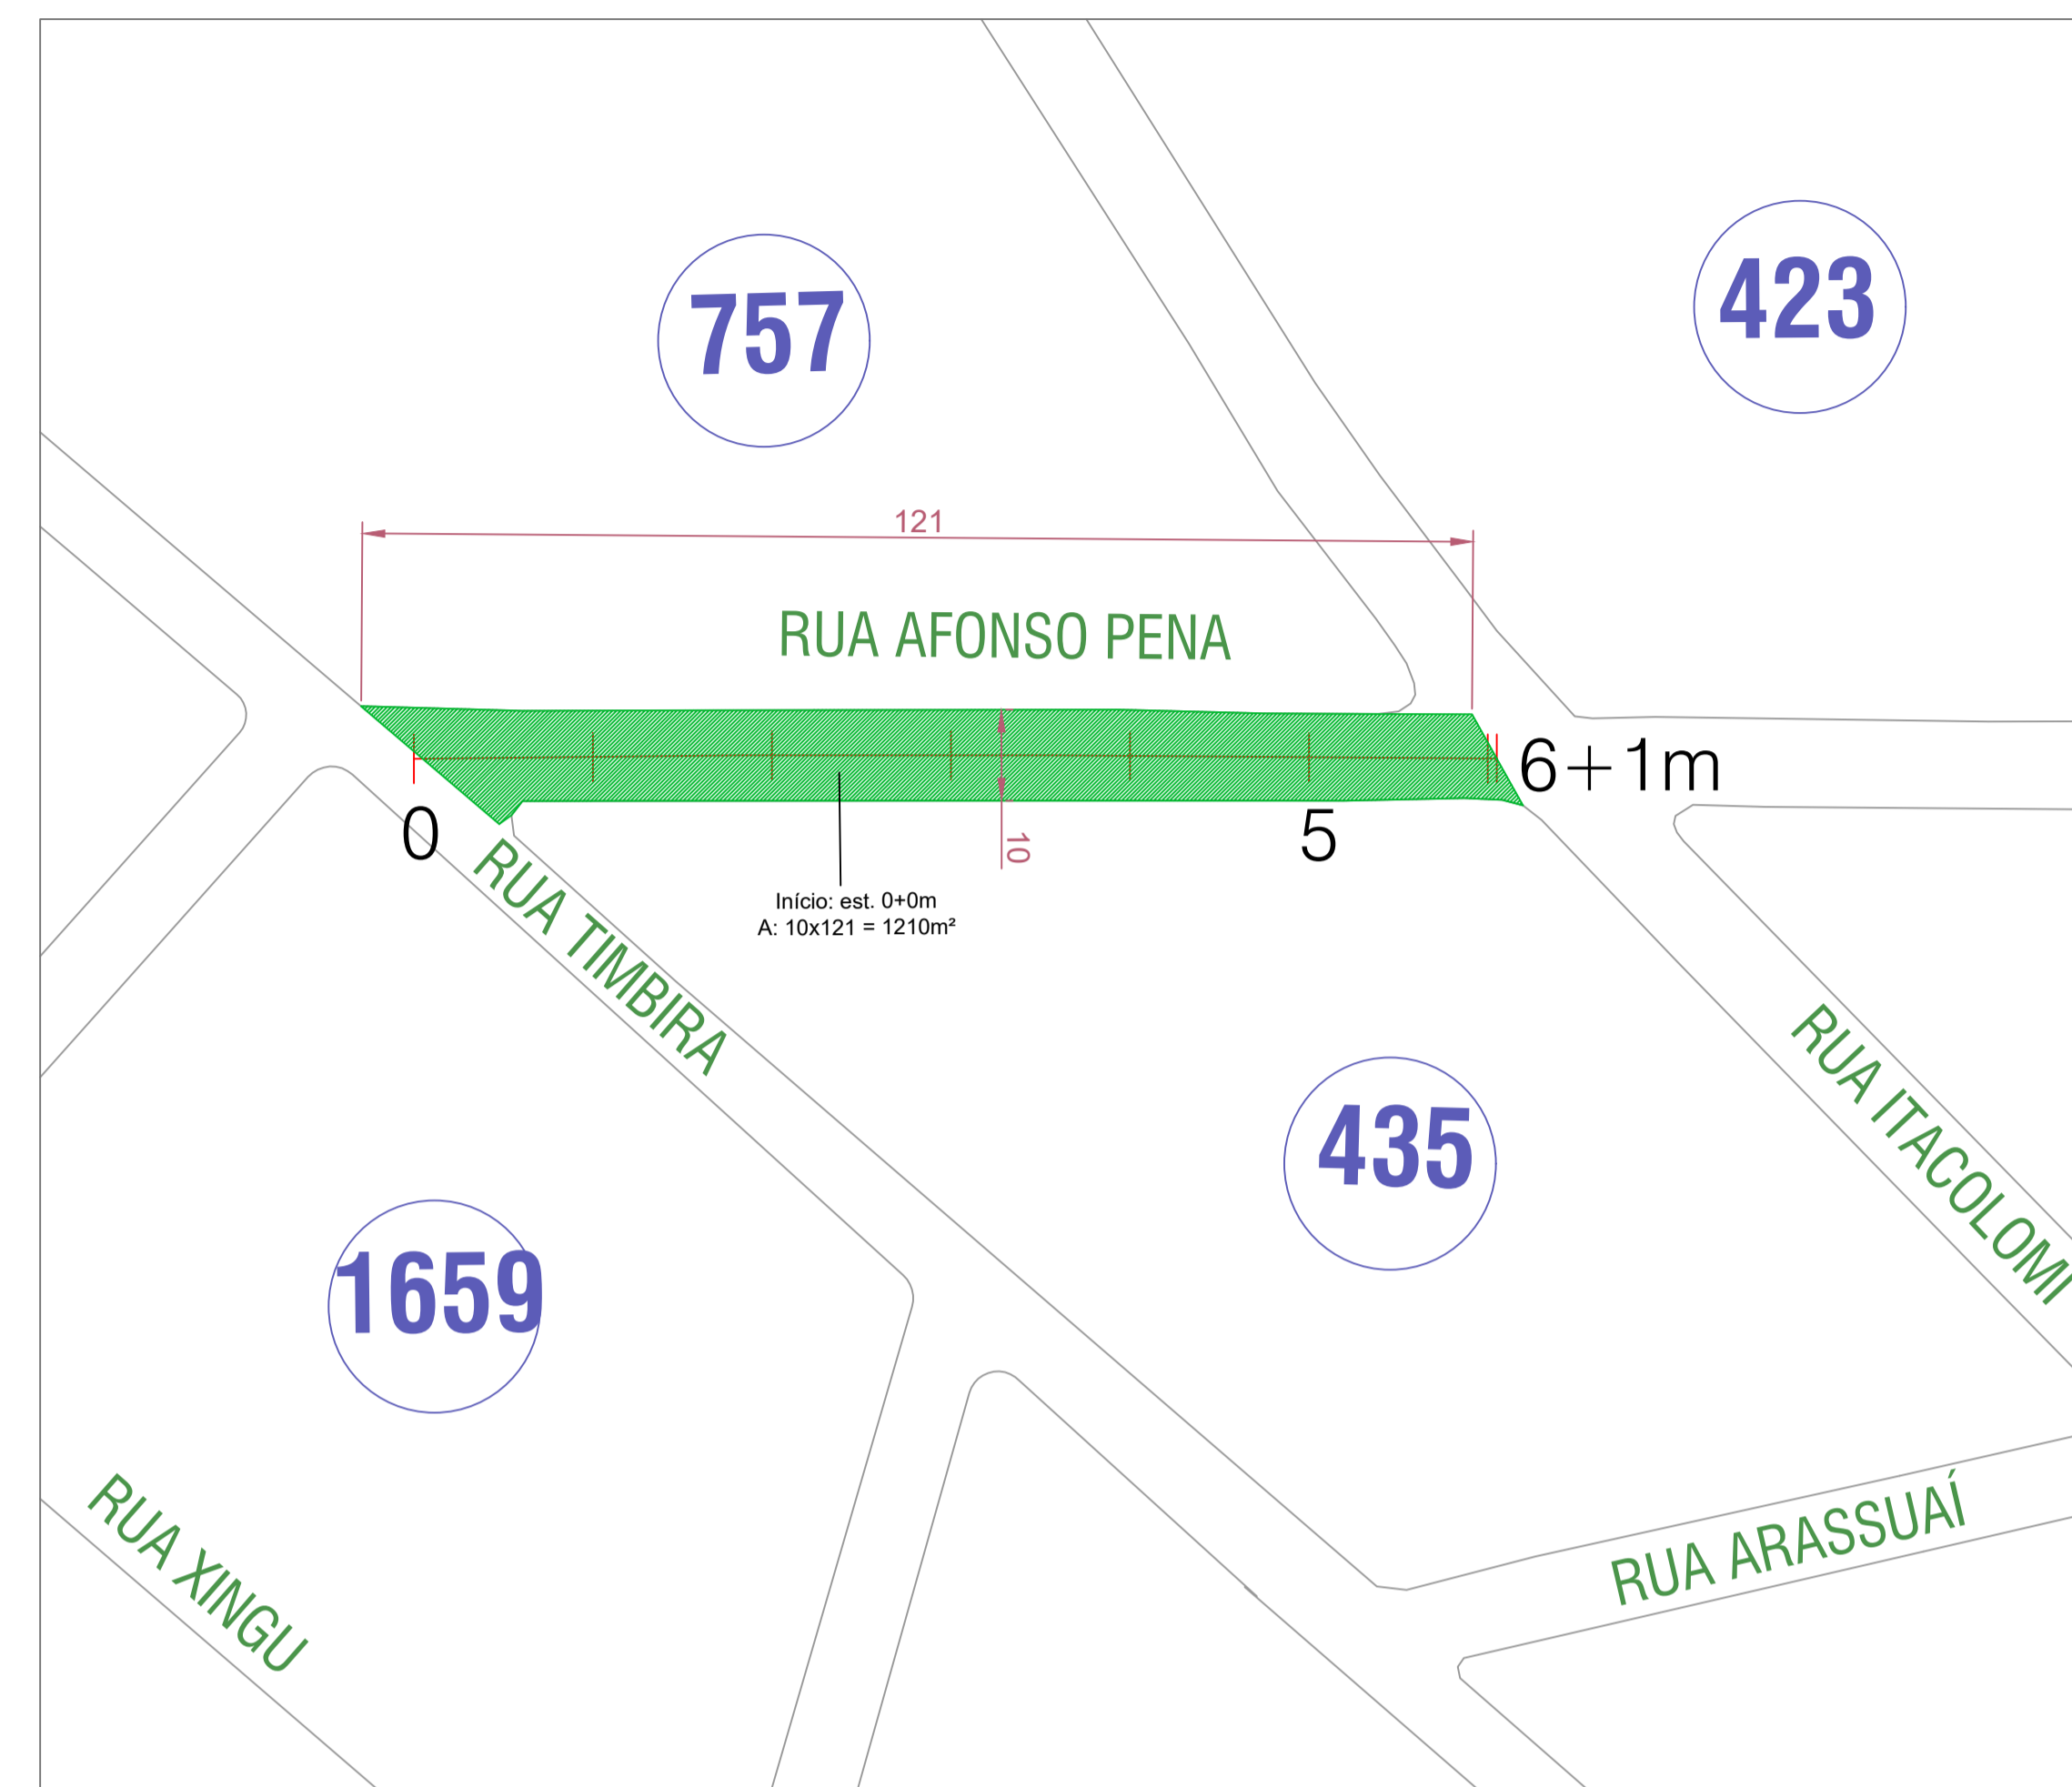 757
423
121
RUA AFONSO PENA
6+1m
0
5
10
Início: est. 0+0m
A: 10x121 = 1210m²
RUA TIMBIRA
RUA ITACOLOMI
435
1659
RUA XINGU
RUA ARASSUAÍ